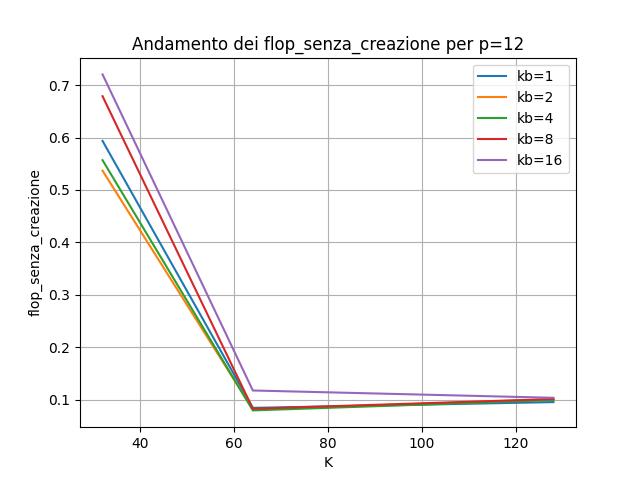 Andamento dei flop_senza_creazione per p=12
flop_senza_creazione
0.7
0.6
0.5
0.4
0.3
0.2
0.1
kb=1
kb=2
kb=4
kb=8
kb=16
40
60
80
100
120
K